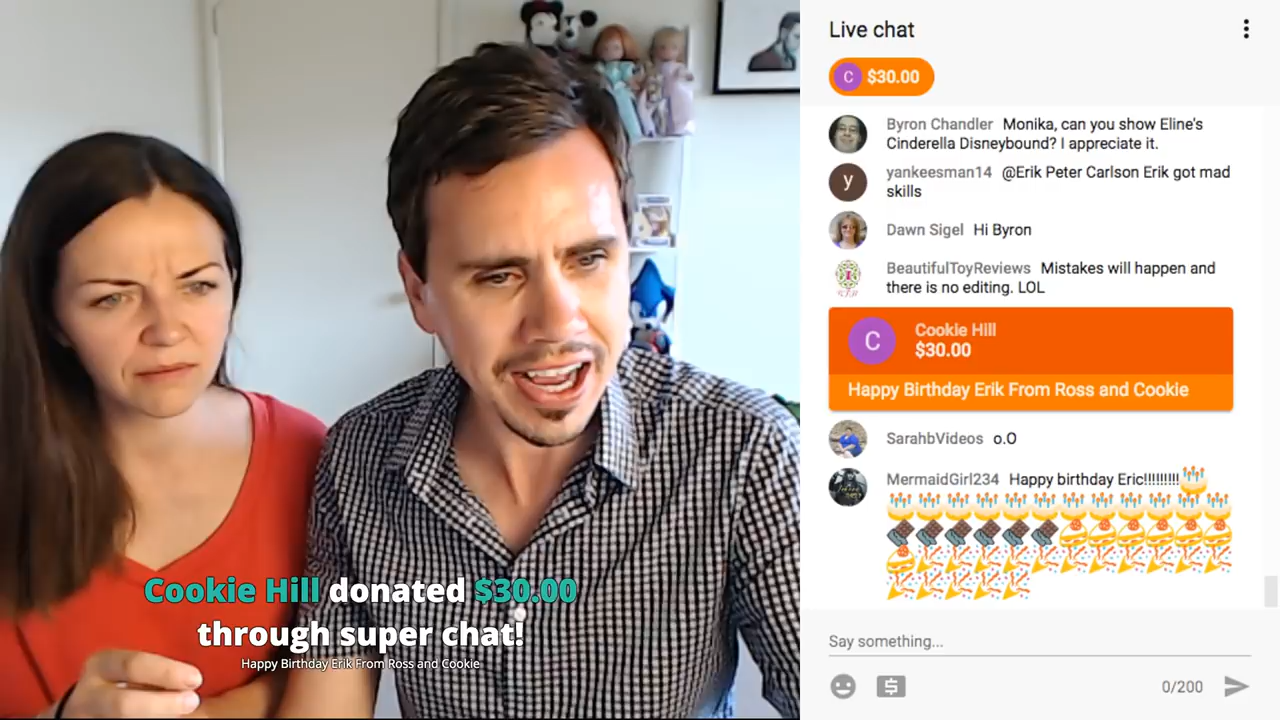 Live chat
C $30.00
Byron Chandler Monika, can you show Eline's
Cinderella Disneybound? I appreciate it.
y
yankeesman14 @Erik Peter Carlson Erik got mad
skills
Dawn Sigel Hi Byron
BeautifulToyReviews Mistakes will happen and
there is no editing. LOL
C
Cookie Hill
$30.00
Happy Birthday Erik From Ross and Cookie
SarahbVideos o.O
MermaidGirl234 Happy birthday Eric!!!!!!!!!
Say something...
0/200
Cookie Hill donated $30.00
through super chat!
Happy Birthday Erik From Ross and Cookie